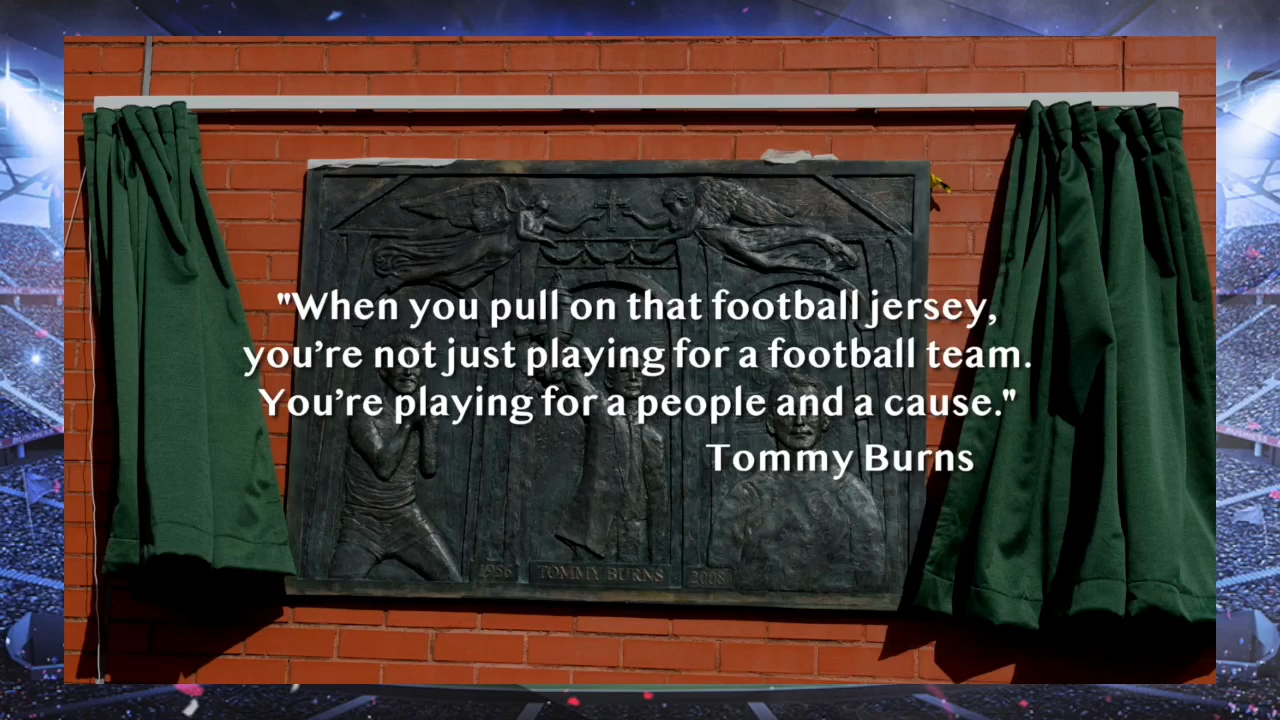 "When you pull on that football jersey,
you’re not just playing for a football team.
You’re playing for a people and a cause."
Tommy Burns
1956 TOMMY BURNS 2008